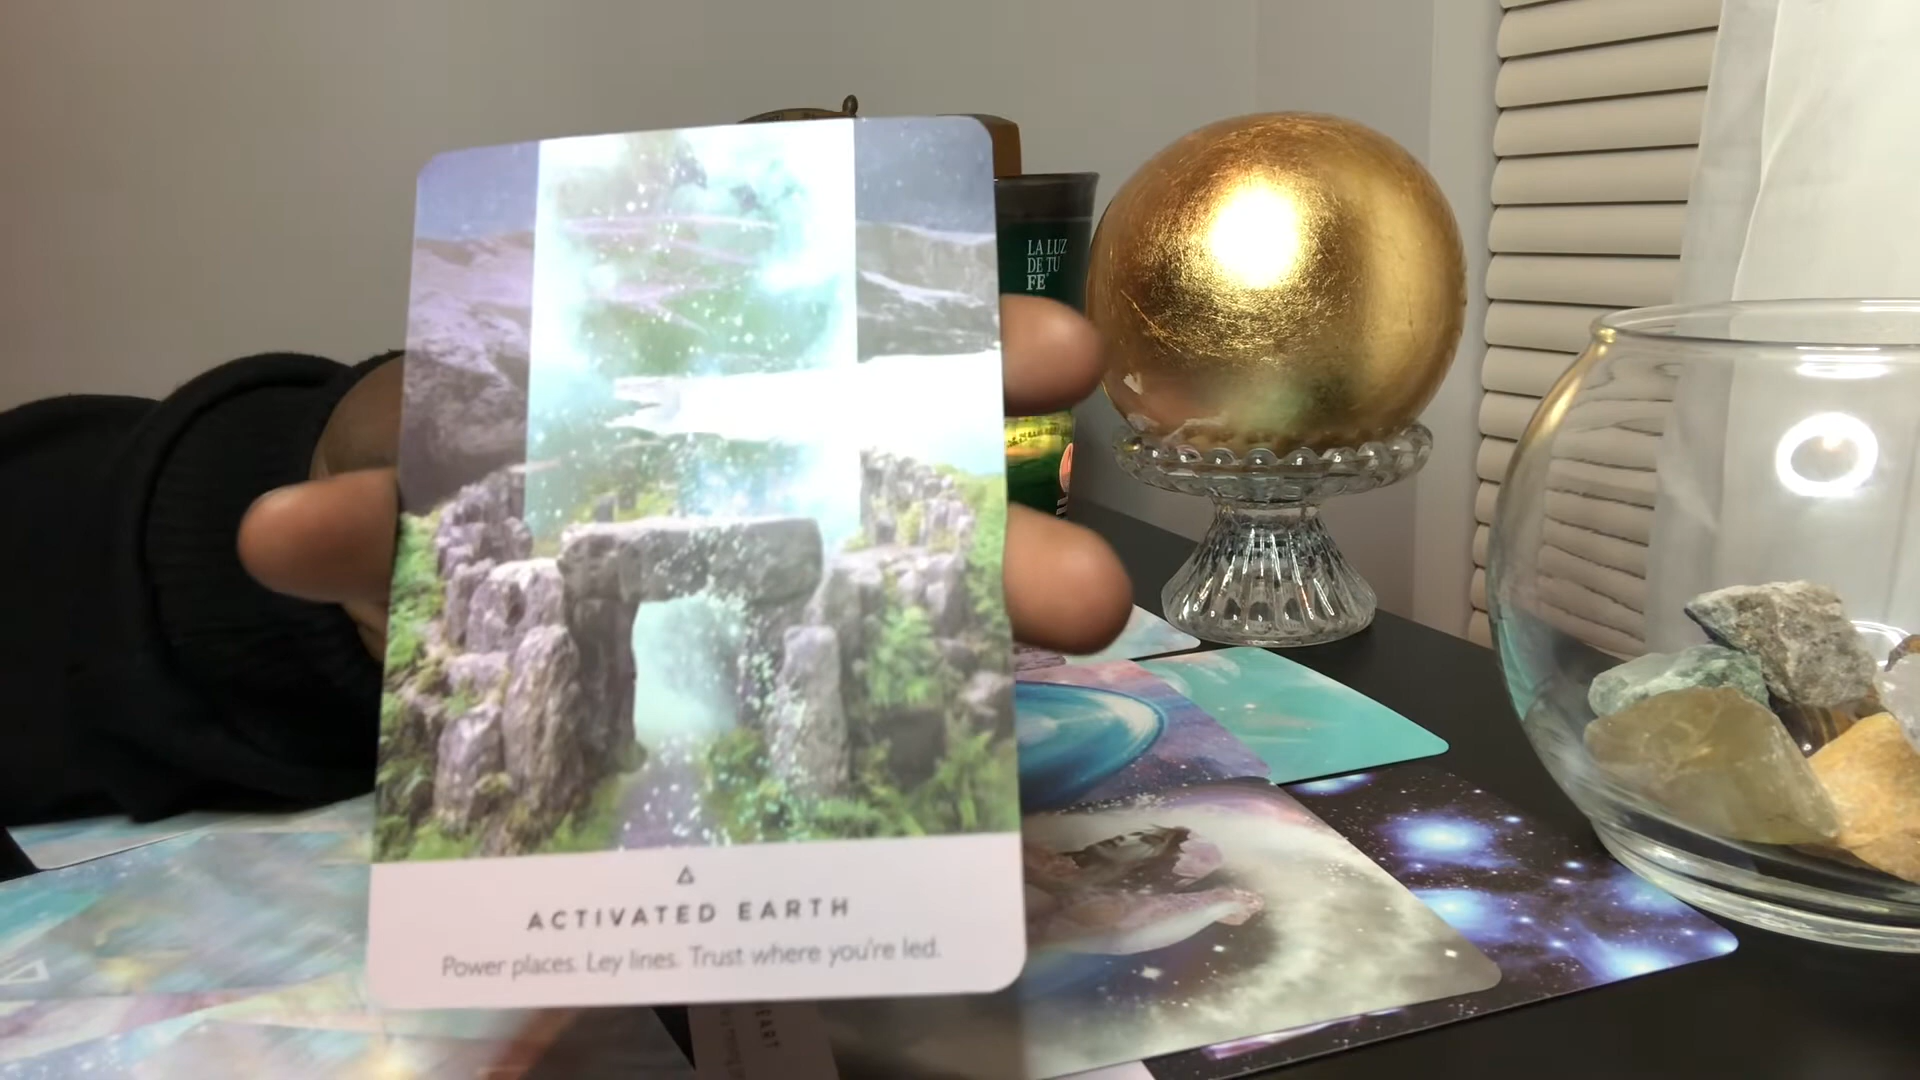 LA LUZ
DE TU
FE
ACTIVATED EARTH
Power places. Ley lines. Trust where you're led.